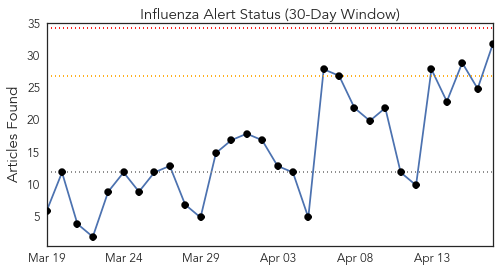 Influenza Alert Status (30-Day Window)
Articles Found
35
30
25
20
15
10
5
Mar 19 Mar 24 Mar 29 Apr 03 Apr 08 Apr 13